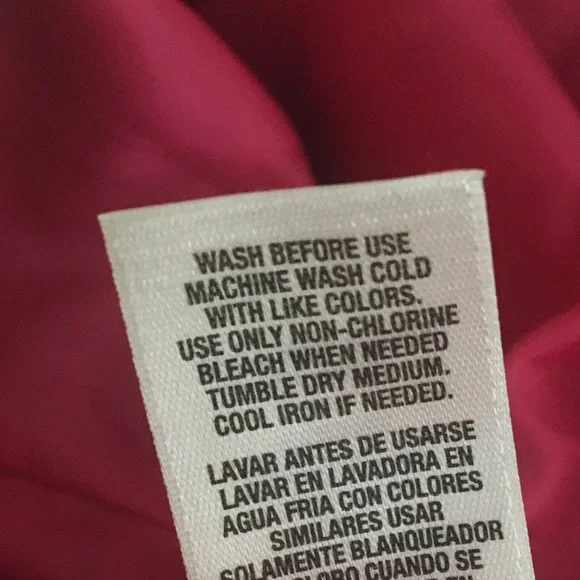 WASH BEFORE USE
MACHINE WASH COLD
WITH LIKE COLORS.
USE ONLY NON-CHLORINE
BLEACH WHEN NEEDED
TUMBLE DRY MEDIUM.
COOL IRON IF NEEDED.
LAVAR ANTES DE USARSE
LAVAR EN LAVADORA EN
AGUA FRIA CON COLORES
SIMILARES USAR
SOLAMENTE BLANQUEADOR
CUANDO SE